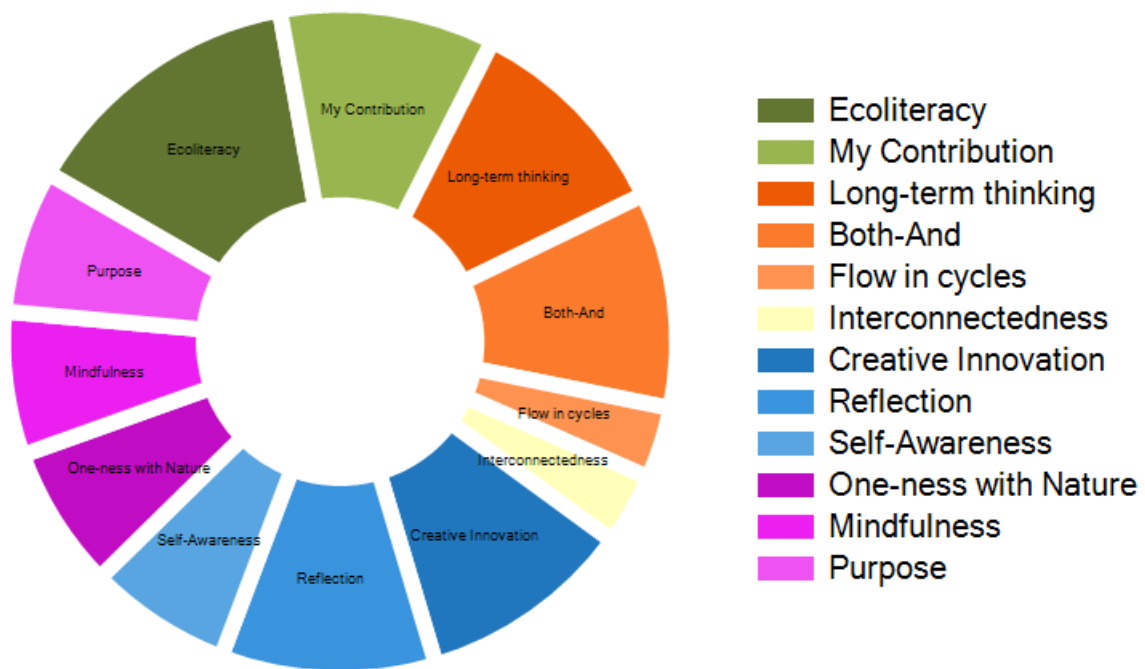 My Contribution
Ecoliteracy
Long-term thinking
Purpose
Both-And
Mindfulness
Flow in cycles
One-ness with Nature
Interconnectedness
Self-Awareness
Creative Innovation
Reflection
Ecoliteracy
My Contribution
Long-term thinking
Both-And
Flow in cycles
Interconnectedness
Creative Innovation
Reflection
Self-Awareness
One-ness with Nature
Mindfulness
Purpose